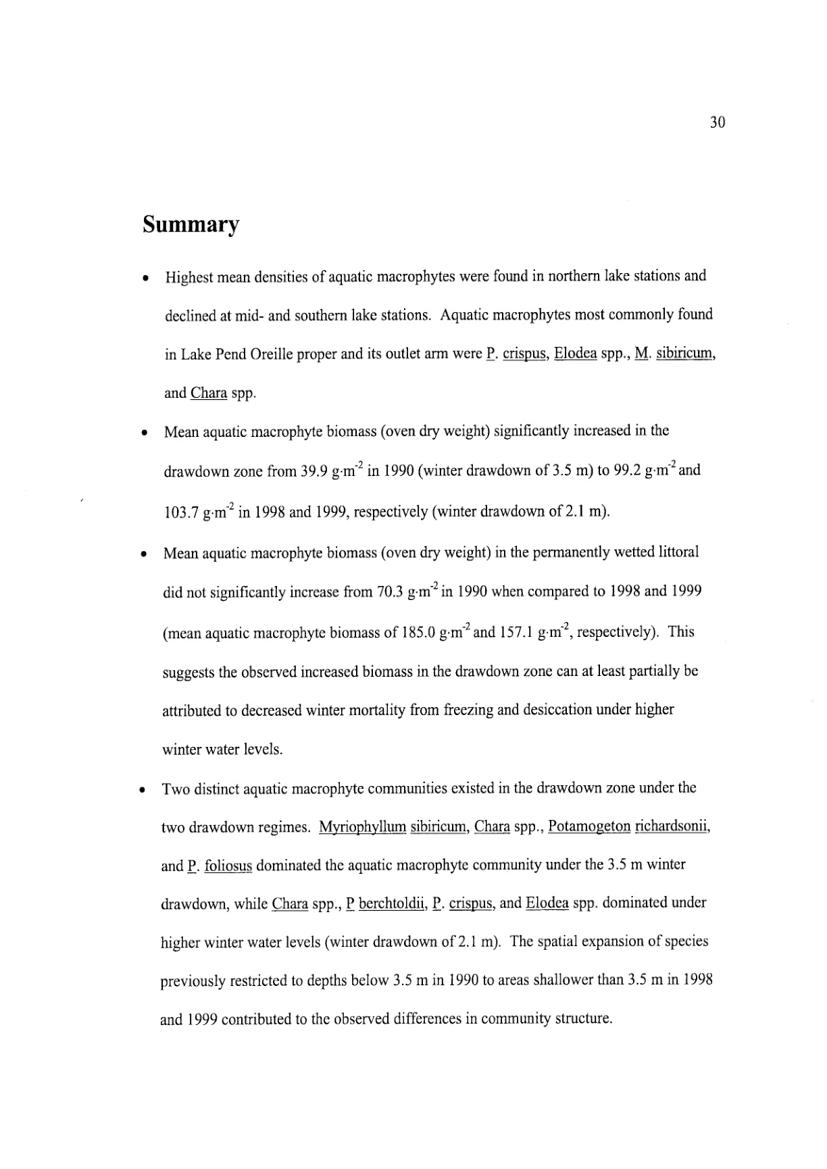 30
Summary
• Highest mean densities of aquatic macrophytes were found in northern lake stations and
declined at mid- and southern lake stations. Aquatic macrophytes most commonly found
in Lake Pend Oreille proper and its outlet arm were P. crispus, Elodea spp., M. sibiricum,
and Chara spp.
• Mean aquatic macrophyte biomass (oven dry weight) significantly increased in the
drawdown zone from 39.9 g·m⁻² in 1990 (winter drawdown of 3.5 m) to 99.2 g·m⁻² and
103.7 g·m⁻² in 1998 and 1999, respectively (winter drawdown of 2.1 m).
• Mean aquatic macrophyte biomass (oven dry weight) in the permanently wetted littoral
did not significantly increase from 70.3 g·m⁻² in 1990 when compared to 1998 and 1999
(mean aquatic macrophyte biomass of 185.0 g·m⁻² and 157.1 g·m⁻², respectively). This
suggests the observed increased biomass in the drawdown zone can at least partially be
attributed to decreased winter mortality from freezing and desiccation under higher
winter water levels.
• Two distinct aquatic macrophyte communities existed in the drawdown zone under the
two drawdown regimes. Myriophyllum sibiricum, Chara spp., Potamogeton richardsonii,
and P. foliosus dominated the aquatic macrophyte community under the 3.5 m winter
drawdown, while Chara spp., P berchtoldii, P. crispus, and Elodea spp. dominated under
higher winter water levels (winter drawdown of 2.1 m). The spatial expansion of species
previously restricted to depths below 3.5 m in 1990 to areas shallower than 3.5 m in 1998
and 1999 contributed to the observed differences in community structure.